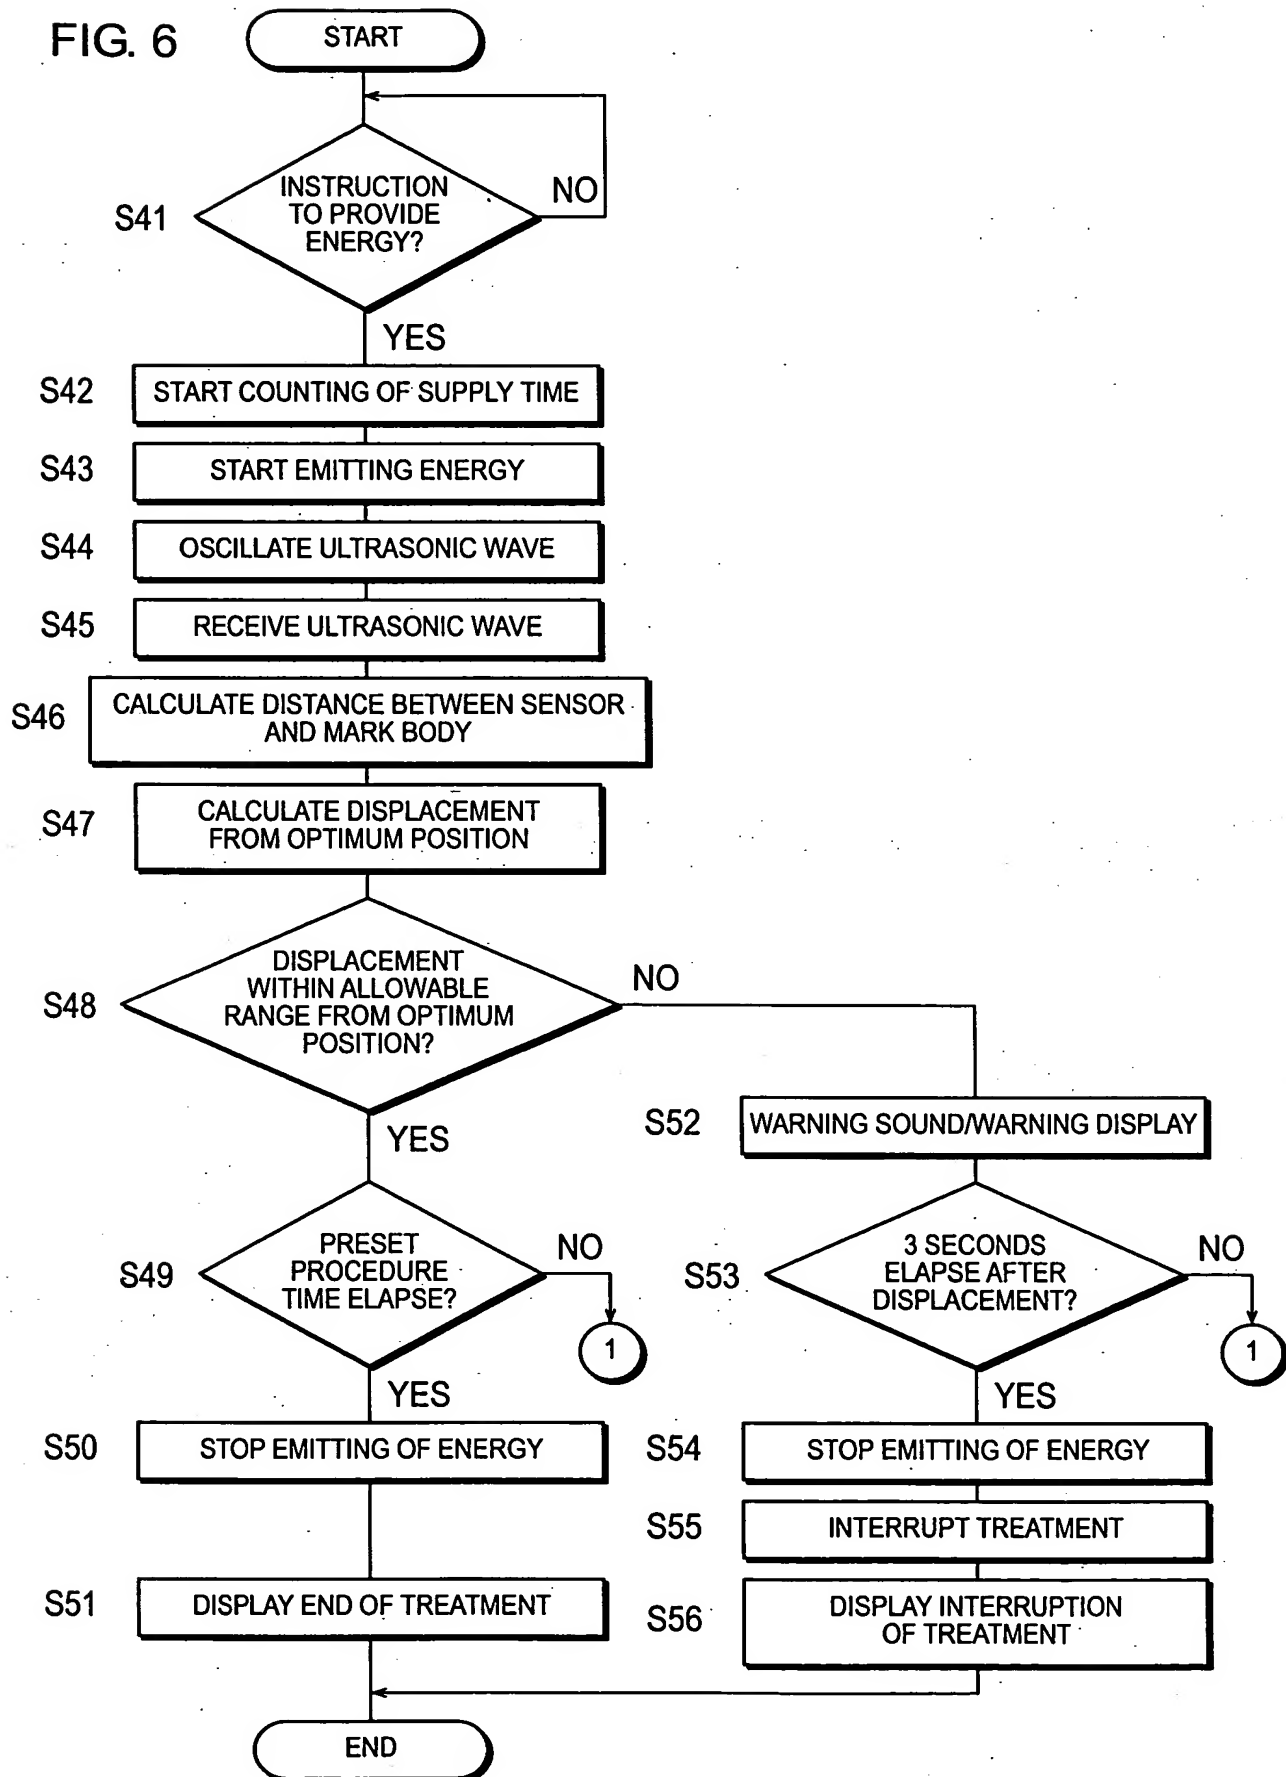 FIG. 6
START
S41
INSTRUCTION
TO PROVIDE
ENERGY?
NO
YES
S42
START COUNTING OF SUPPLY TIME
S43
START EMITTING ENERGY
S44
OSCILLATE ULTRASONIC WAVE
S45
RECEIVE ULTRASONIC WAVE
S46
CALCULATE DISTANCE BETWEEN SENSOR
AND MARK BODY
S47
CALCULATE DISPLACEMENT
FROM OPTIMUM POSITION
S48
DISPLACEMENT
WITHIN ALLOWABLE
RANGE FROM OPTIMUM
POSITION?
NO
YES
S49
PRESET
PROCEDURE
TIME ELAPSE?
NO
1
YES
S50
STOP EMITTING OF ENERGY
S51
DISPLAY END OF TREATMENT
S52
WARNING SOUND/WARNING DISPLAY
S53
3 SECONDS
ELAPSE AFTER
DISPLACEMENT?
NO
1
YES
S54
STOP EMITTING OF ENERGY
S55
INTERRUPT TREATMENT
S56
DISPLAY INTERRUPTION
OF TREATMENT
END